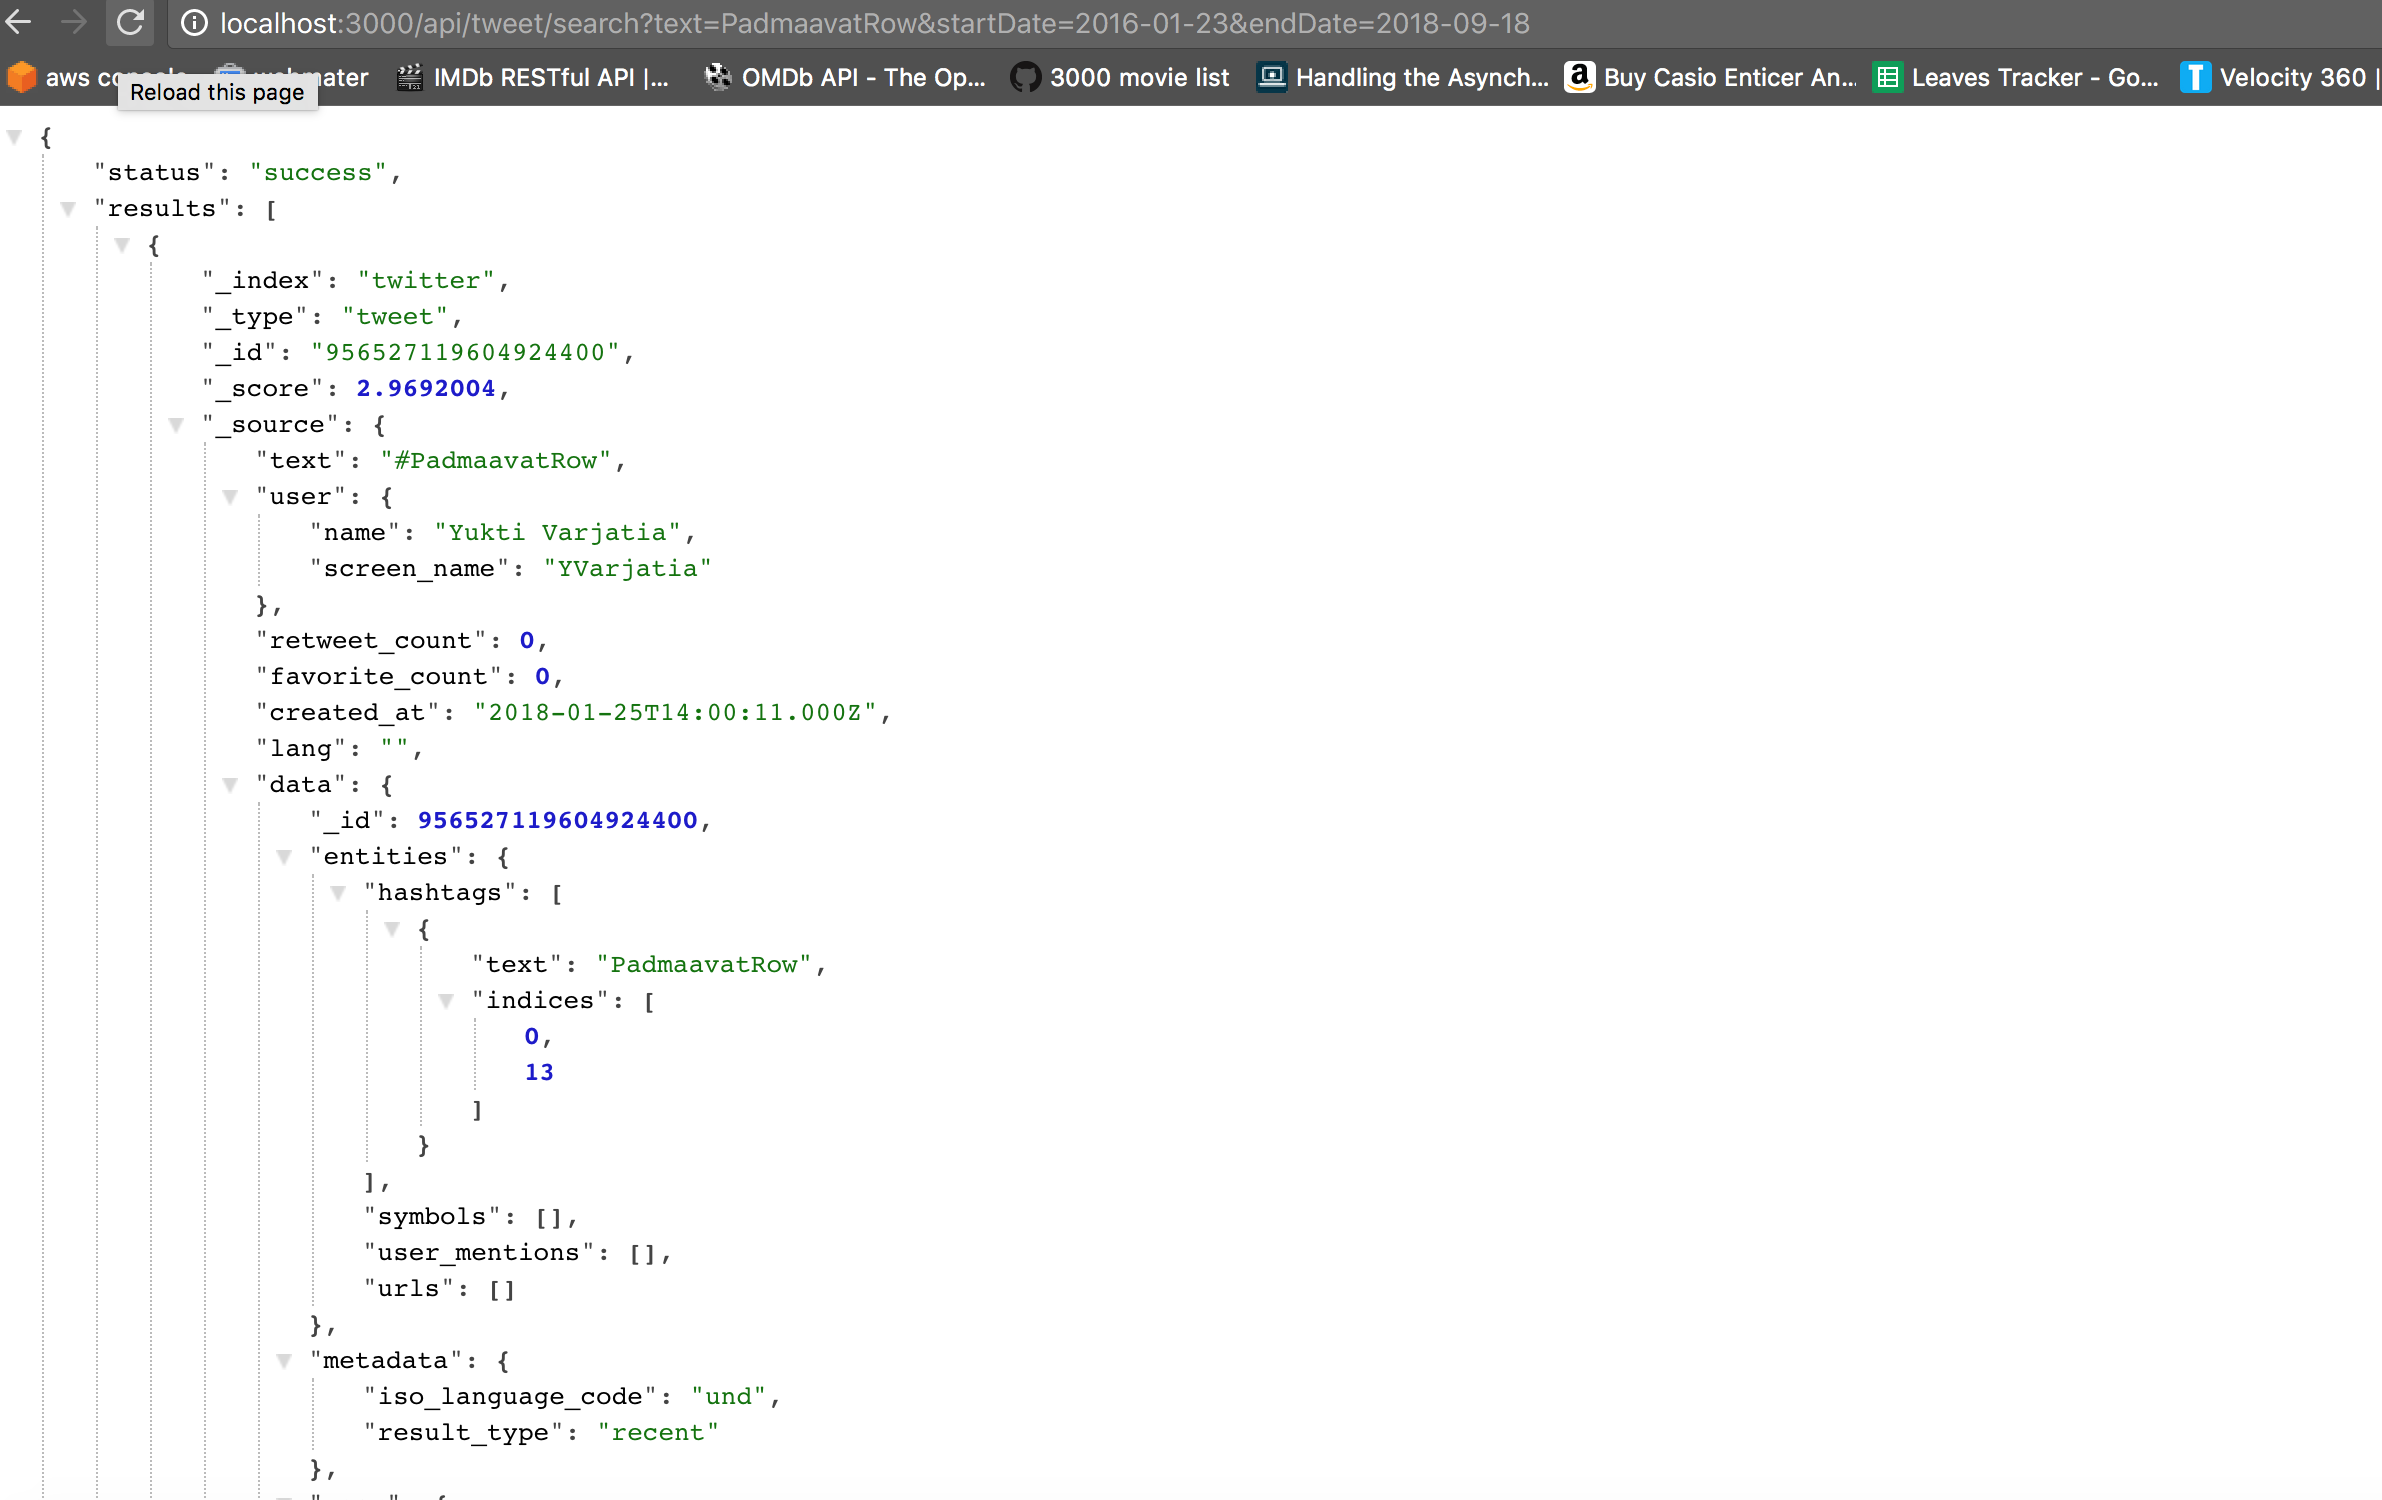 localhost:3000/api/tweet/search?text=PadmaavatRow&startDate=2016-01-23&endDate=2018-09-18
aws IMDb RESTful API |... OMDb API - The Op... 3000 movie list Handling the Asynch... Buy Casio Enticer An... Leaves Tracker - Go... Velocity 360 |
Reload this page
{
"status": "success",
"results": [
{
"_index": "twitter",
"_type": "tweet",
"_id": "956527119604924400",
"_score": 2.9692004,
"_source": {
"text": "#PadmaavatRow",
"user": {
"name": "Yukti Varjatia",
"screen_name": "YVarjatia"
},
"retweet_count": 0,
"favorite_count": 0,
"created_at": "2018-01-25T14:00:11.000Z",
"lang": "",
"data": {
"_id": 956527119604924400,
"entities": {
"hashtags": [
{
"text": "PadmaavatRow",
"indices": [
0,
13
]
}
],
"symbols": [],
"user_mentions": [],
"urls": []
},
"metadata": {
"iso_language_code": "und",
"result_type": "recent"
},